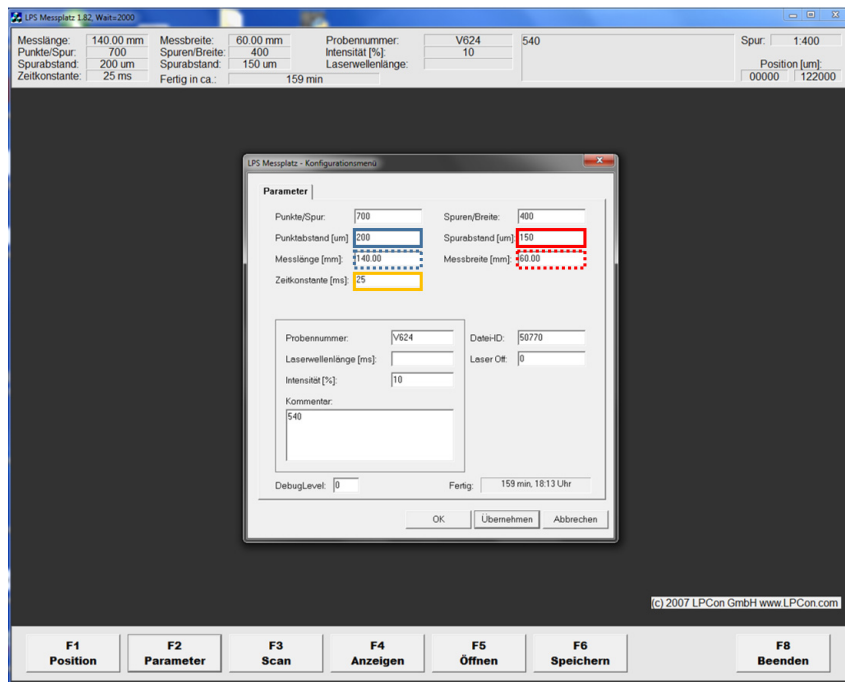 LPS Messplatz 1.82, Wait=2000
Messlänge: 140.00 mm Messbreite: 60.00 mm Probennummer: V624 540 Spur: 1:400
Punkte/Spur: 700 Spuren/Breite: 400 Intensität [%]: 10
Spurabstand: 200 um Spurabstand: 150 um Laserwellenlänge: Position [um]:
Zeitkonstante: 25 ms Fertig in ca.: 159 min 00000 122000
LPS Messplatz - Konfigurationsmenü
Parameter
Punkte/Spur: 700 Spuren/Breite: 400
Punktabstand [um] 200 Spurabstand [um]: 150
Messlänge [mm]: 140.00 Messbreite [mm]: 60.00
Zeitkonstante [ms]: 25
Probennummer: V624 Datei-ID: 50770
Laserwellenlänge [ms]: Laser Off: 0
Intensität [%]: 10
Kommentar:
540
DebugLevel: 0 Fertig: 159 min, 18:13 Uhr
OK Übernehmen Abbrechen
(c) 2007 LPCon GmbH www.LPCon.com
F1 F2 F3 F4 F5 F6 F8
Position Parameter Scan Anzeigen Öffnen Speichern Beenden